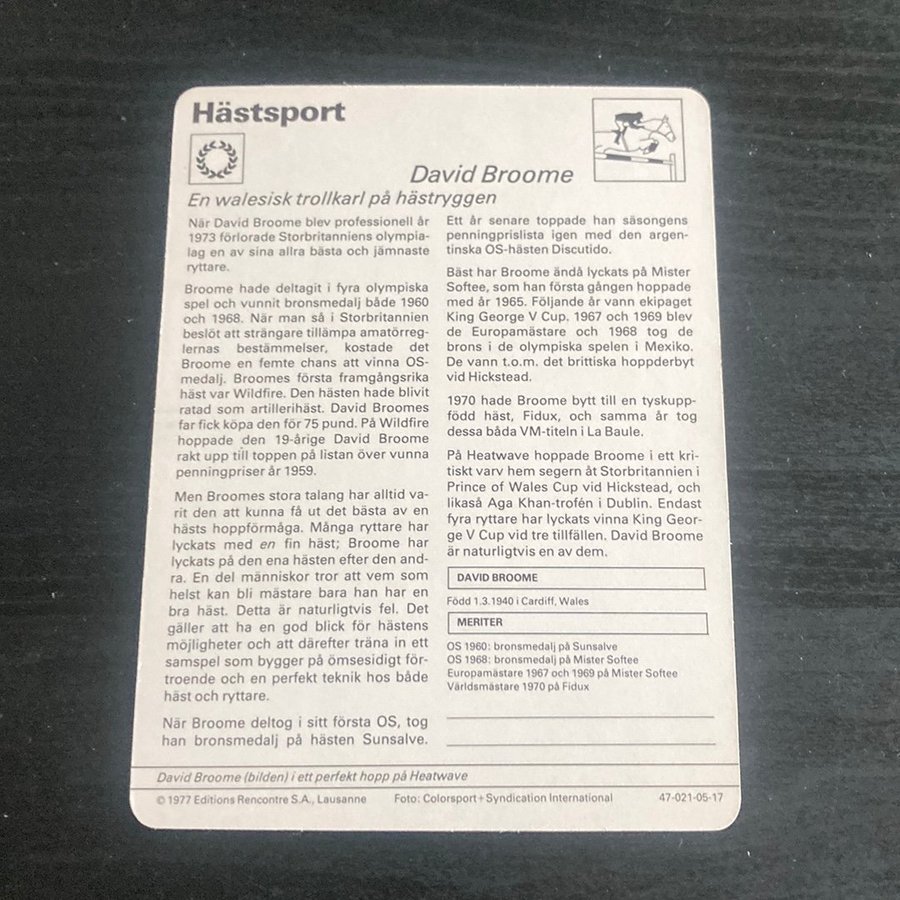 Hästsport
David Broome
En walesisk trollkarl på hästryggen
När David Broome blev professionell år
1973 förlorade Storbritanniens olympia-
lag en av sina allra bästa och jämnaste
ryttare.
Broome hade deltagit i fyra olympiska
spel och vunnit bronsmedalj både 1960
och 1968. När man så i Storbritannien
beslöt att strängare tillämpa amatörreg-
lernas bestämmelser, kostade det
Broome en femte chans att vinna OS-
medalj. Broomes första framgångsrika
häst var Wildfire. Den hästen hade blivit
ratad som artillerihäst. David Broomes
far fick köpa den för 75 pund. På Wildfire
hoppade den 19-årige David Broome
rakt upp till toppen på listan över vunna
penningpriser år 1959.
Men Broomes stora talang har alltid va-
rit den att kunna få ut det bästa av en
hästs hoppförmåga. Många ryttare har
lyckats med en fin häst; Broome har
lyckats på den ena hästen efter den and-
ra. En del människor tror att vem som
helst kan bli mästare bara han har en
bra häst. Detta är naturligtvis fel. Det
gäller att ha en god blick för hästens
möjligheter och att därefter träna in ett
samspel som bygger på ömsesidigt för-
troende och en perfekt teknik hos både
häst och ryttare.
När Broome deltog i sitt första OS, tog
han bronsmedalj på hästen Sunsalve.
Ett år senare toppade han säsongens
penningprislista igen med den argen-
tinska OS-hästen Discutido.
Bäst har Broome ändå lyckats på Mister
Softee, som han första gången hoppade
med år 1965. Följande år vann ekipaget
King George V Cup. 1967 och 1969 blev
de Europamästare och 1968 tog de
brons i de olympiska spelen i Mexiko.
De vann t.o.m. det brittiska hoppderbyt
vid Hickstead.
1970 hade Broome bytt till en tyskupp-
född häst, Fidux, och samma år tog
dessa båda VM-titeln i La Baule.
På Heatwave hoppade Broome i ett kri-
tiskt varv hem segern åt Storbritannien i
Prince of Wales Cup vid Hickstead, och
likaså Aga Khan-trofén i Dublin. Endast
fyra ryttare har lyckats vinna King Geor-
ge V Cup vid tre tillfällen. David Broome
är naturligtvis en av dem.
DAVID BROOME
Född 1.3.1940 i Cardiff, Wales
MERITER
OS 1960: bronsmedalj på Sunsalve
OS 1968: bronsmedalj på Mister Softee
Europamästare 1967 och 1969 på Mister Softee
Världsmästare 1970 på Fidux
David Broome (bilden) i ett perfekt hopp på Heatwave
© 1977 Editions Rencontre S.A., Lausanne Foto: Colorsport+Syndication International 47-021-05-17